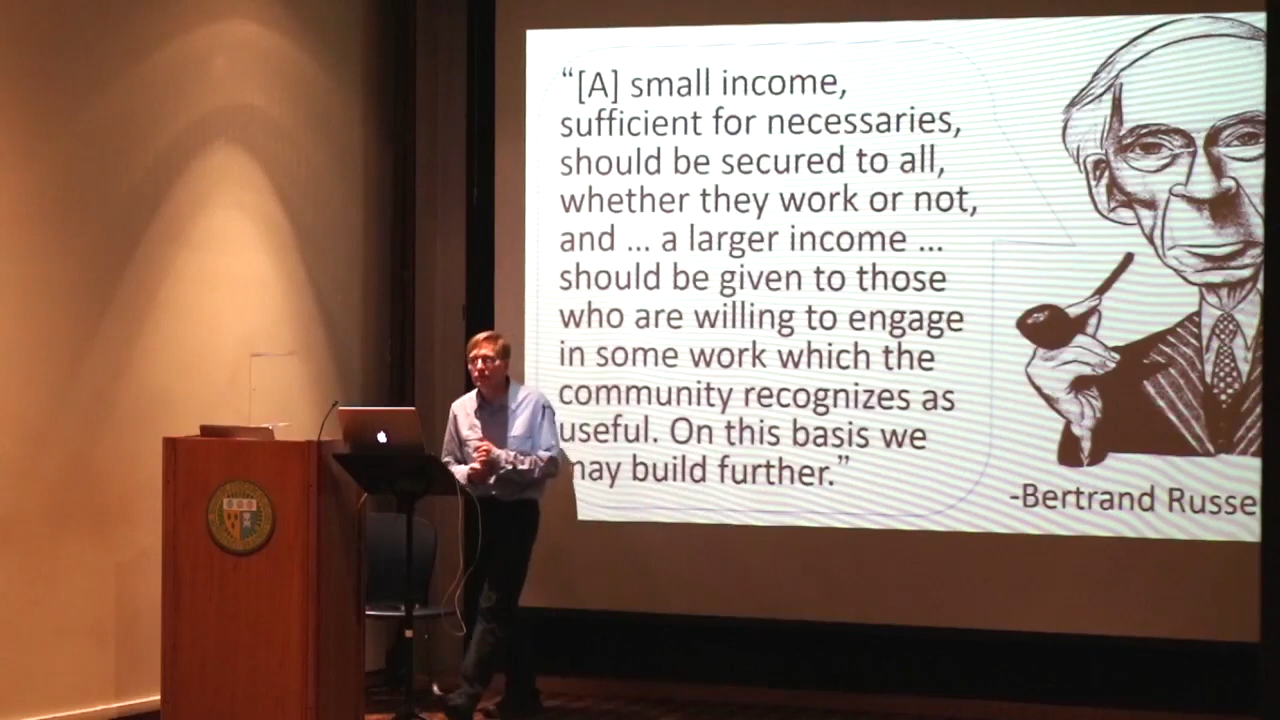 “[A] small income,
sufficient for necessaries,
should be secured to all,
whether they work or not,
and ... a larger income ...
should be given to those
who are willing to engage
in some work which the
community recognizes as
useful. On this basis we
may build further.”
-Bertrand Russe